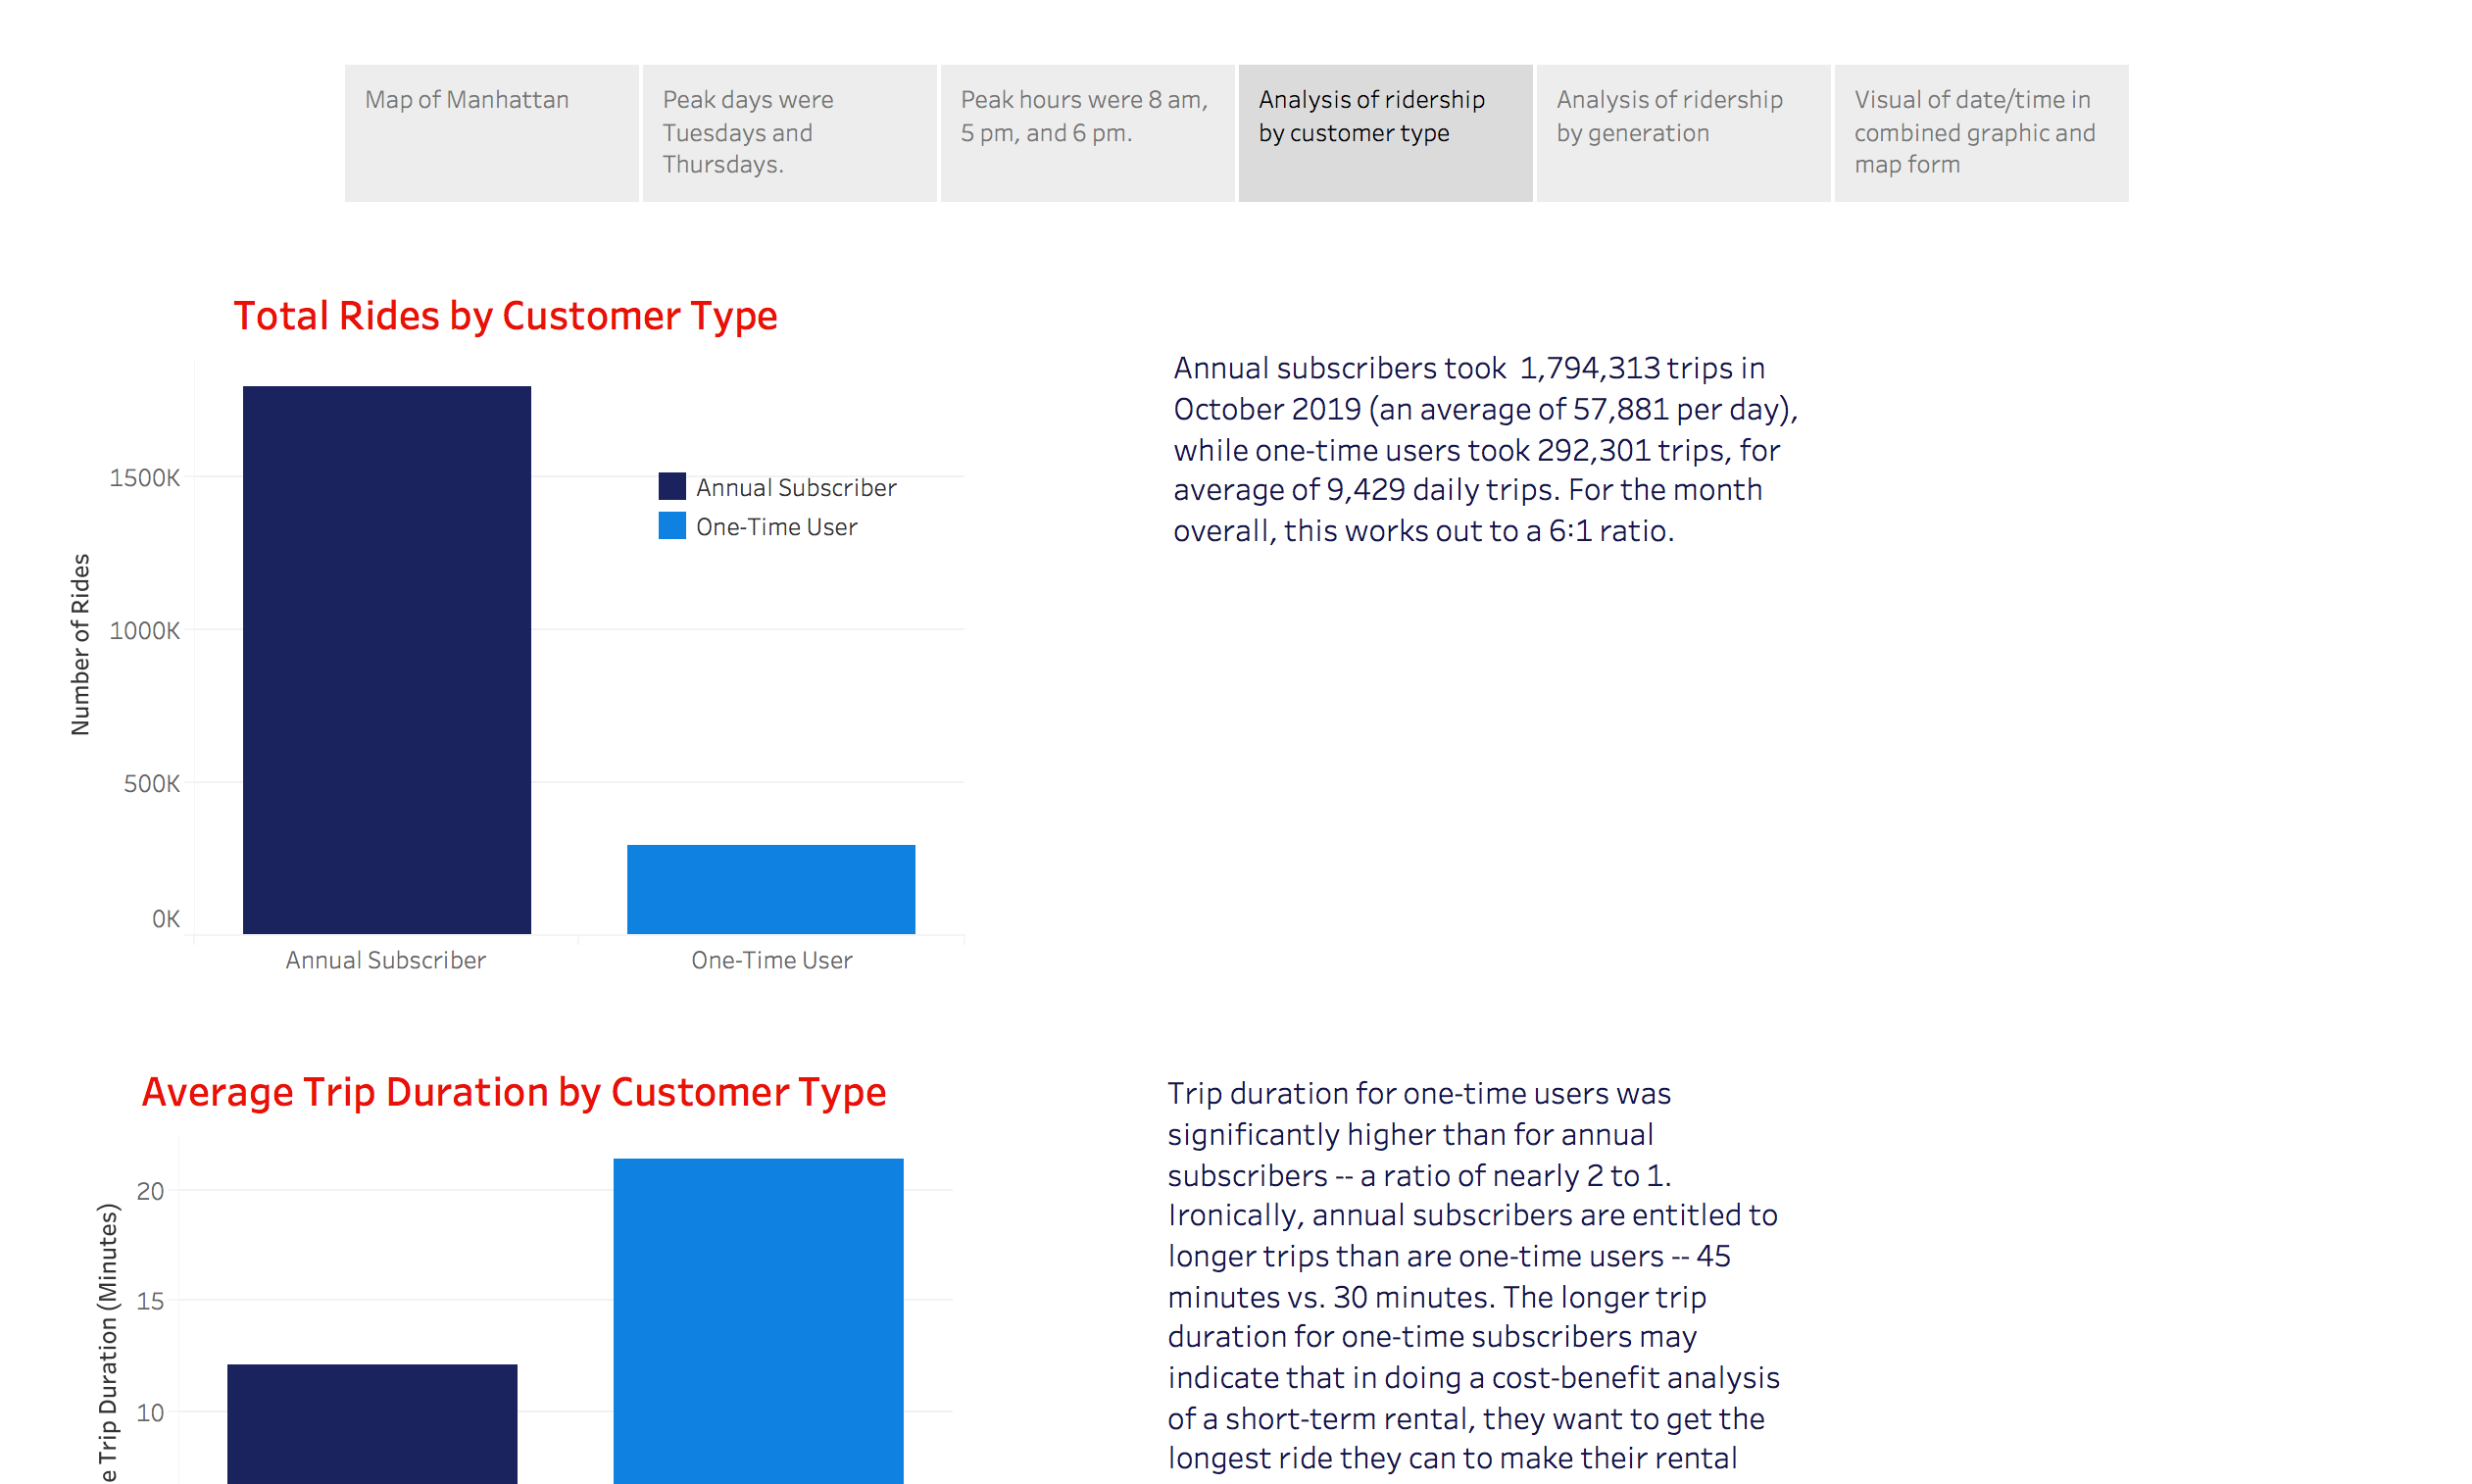 Map of Manhattan
Peak days were
Tuesdays and
Thursdays.
Peak hours were 8 am,
5 pm, and 6 pm.
Analysis of ridership
by customer type
Analysis of ridership
by generation
Visual of date/time in
combined graphic and
map form
Total Rides by Customer Type
Number of Rides
1500K
1000K
500K
0K
Annual Subscriber
One-Time User
Annual Subscriber
One-Time User
Annual subscribers took  1,794,313 trips in
October 2019 (an average of 57,881 per day),
while one-time users took 292,301 trips, for
average of 9,429 daily trips. For the month
overall, this works out to a 6:1 ratio.
Average Trip Duration by Customer Type
e Trip Duration (Minutes)
20
15
10
Trip duration for one-time users was
significantly higher than for annual
subscribers -- a ratio of nearly 2 to 1.
Ironically, annual subscribers are entitled to
longer trips than are one-time users -- 45
minutes vs. 30 minutes. The longer trip
duration for one-time subscribers may
indicate that in doing a cost-benefit analysis
of a short-term rental, they want to get the
longest ride they can to make their rental